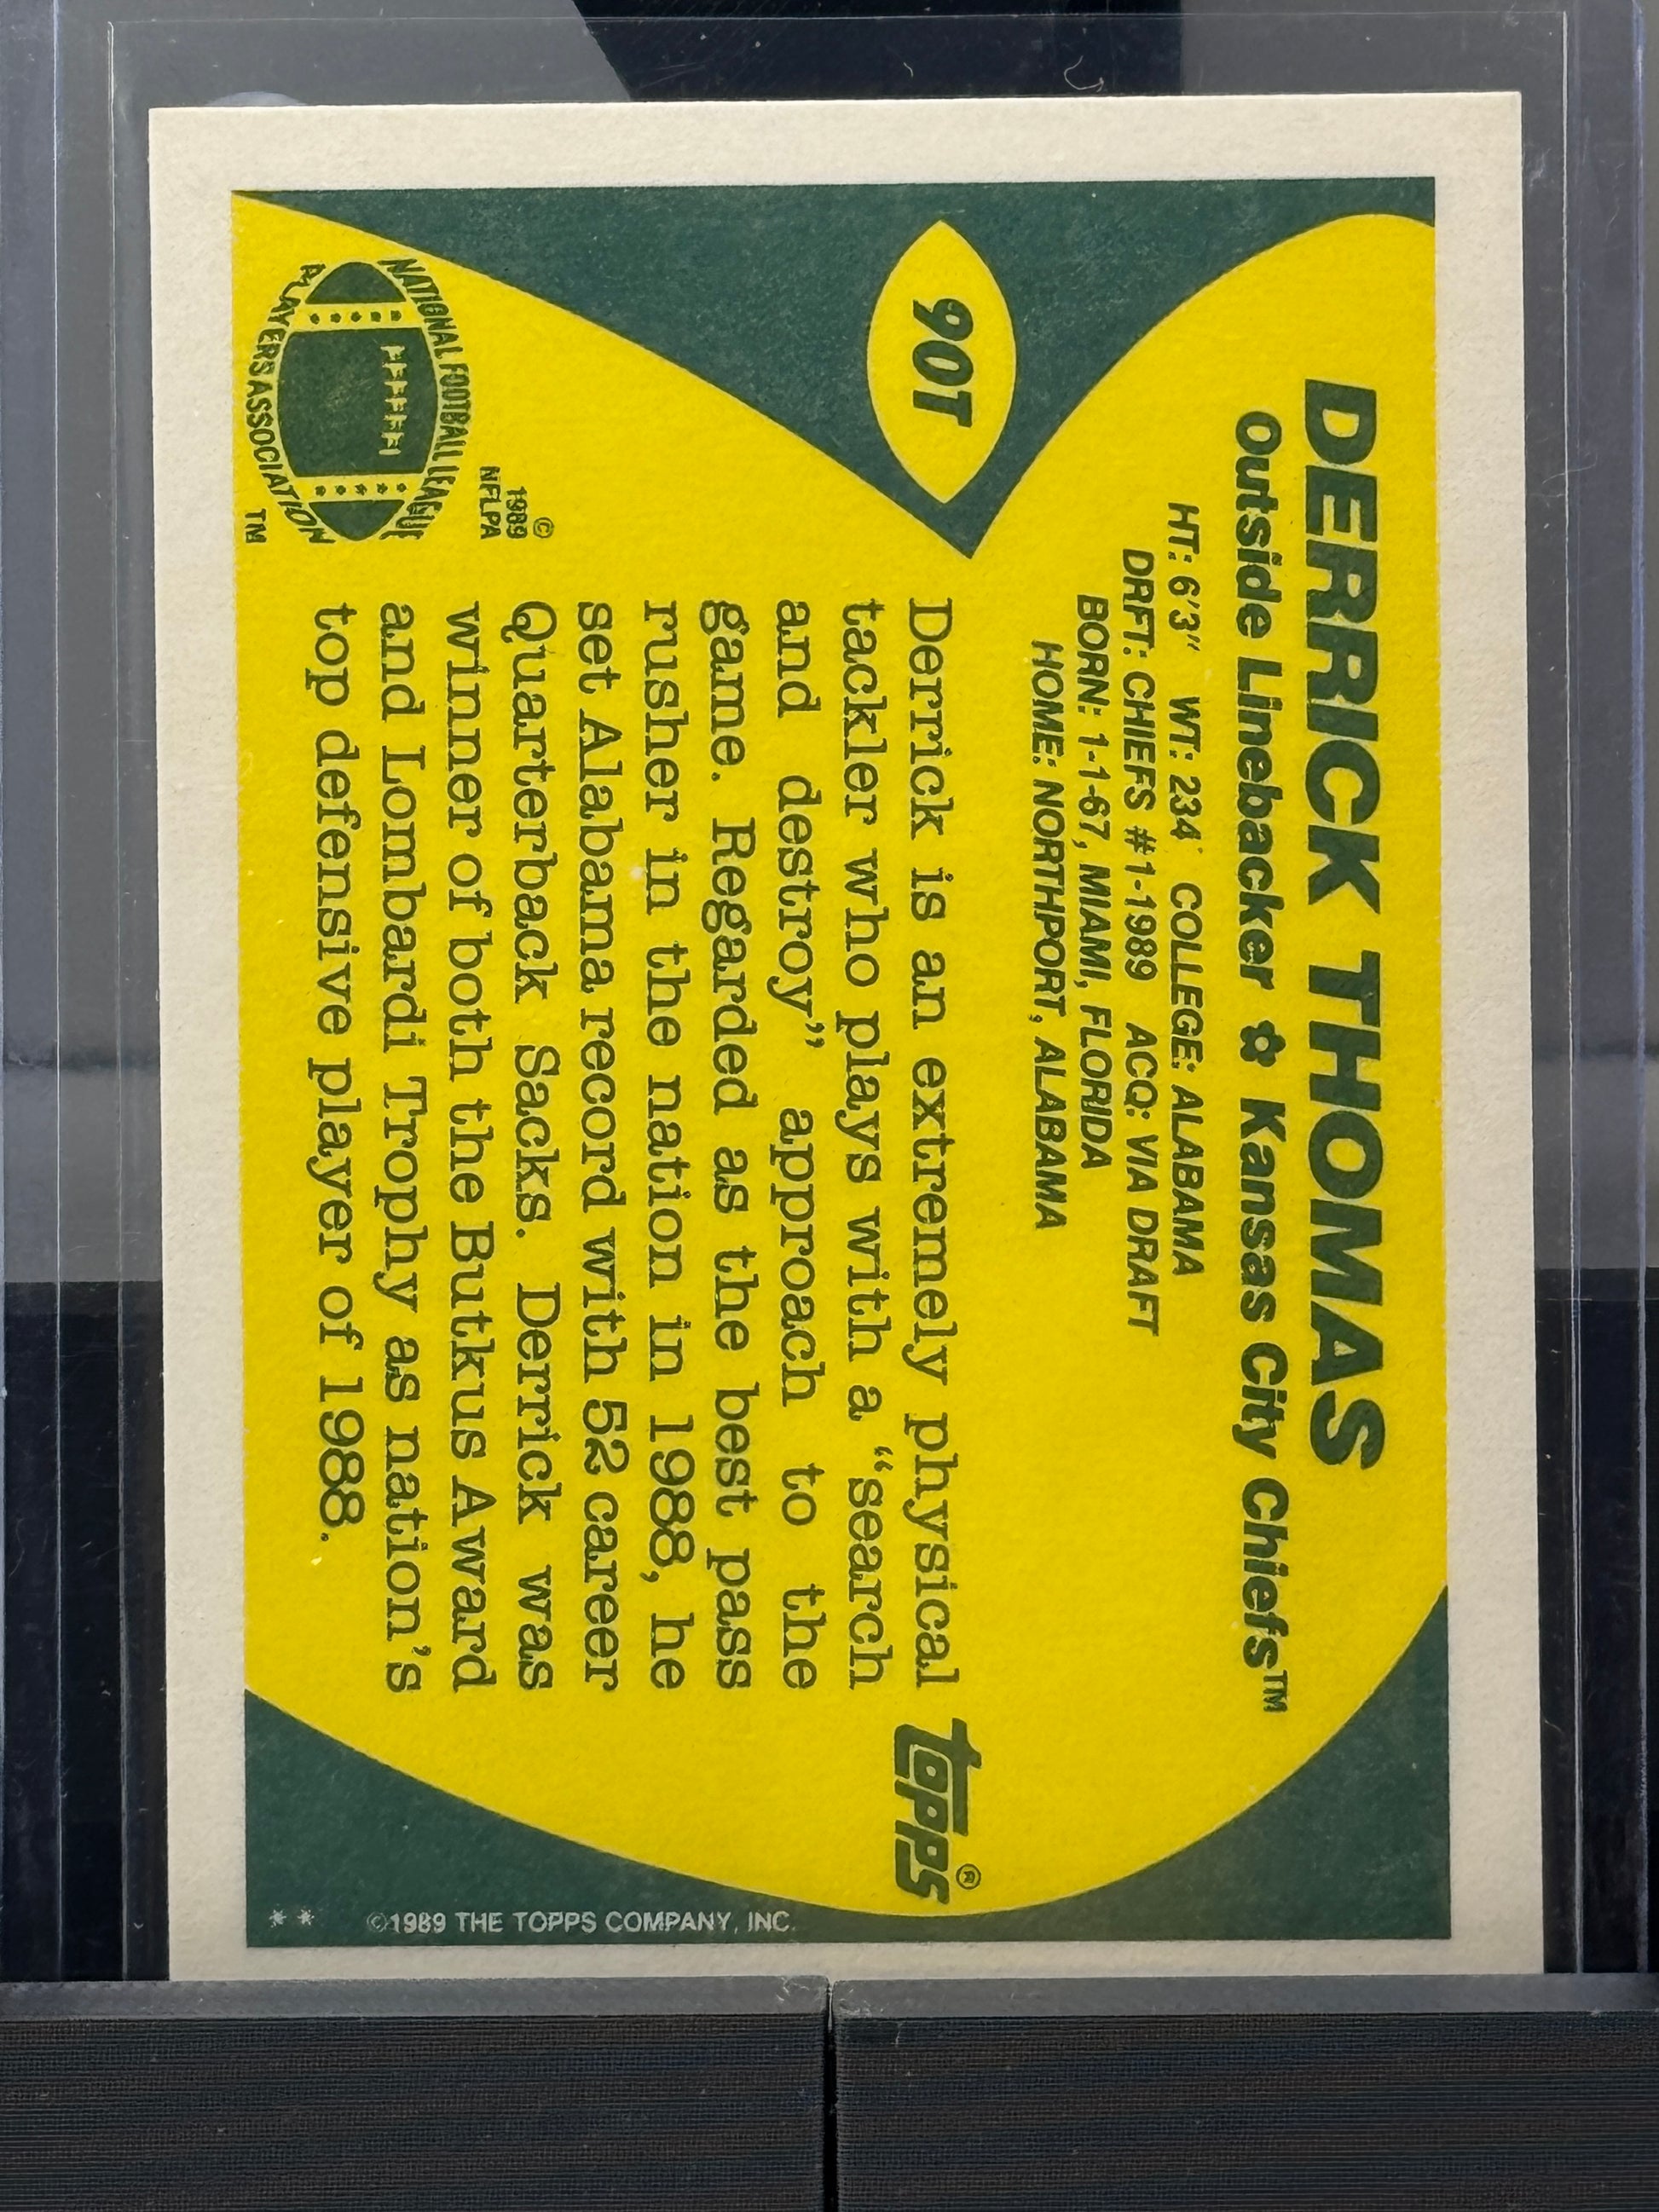 DERRICK THOMAS
Outside Linebacker ✿ Kansas City Chiefs™
HT: 6'3" WT: 234 COLLEGE: ALABAMA
DRFT: CHIEFS #1-1989 ACQ: VIA DRAFT
BORN: 1-1-67, MIAMI, FLORIDA
HOME: NORTHPORT, ALABAMA
90T
Derrick is an extremely physical
tackler who plays with a “search
and destroy” approach to the
game. Regarded as the best pass
rusher in the nation in 1988, he
set Alabama record with 52 career
Quarterback Sacks. Derrick was
winner of both the Butkus Award
and Lombardi Trophy as nation's
top defensive player of 1988.
TOPPS®
©
1989
NFLPA
NATIONAL FOOTBALL LEAGUE
PLAYERS ASSOCIATION
TM
©1989 THE TOPPS COMPANY, INC.
* *